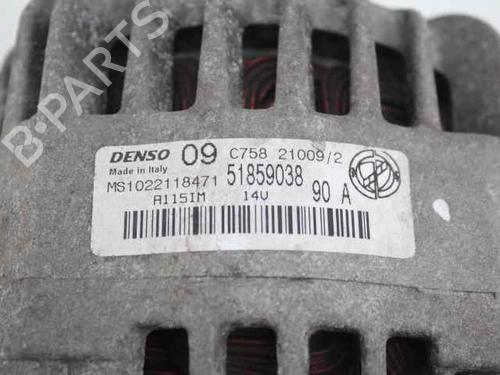 B-PARTS
DENSO 09 C758 21009/2
Made in Italy
MS1022118471 51859038
A115IM 14V 90 A